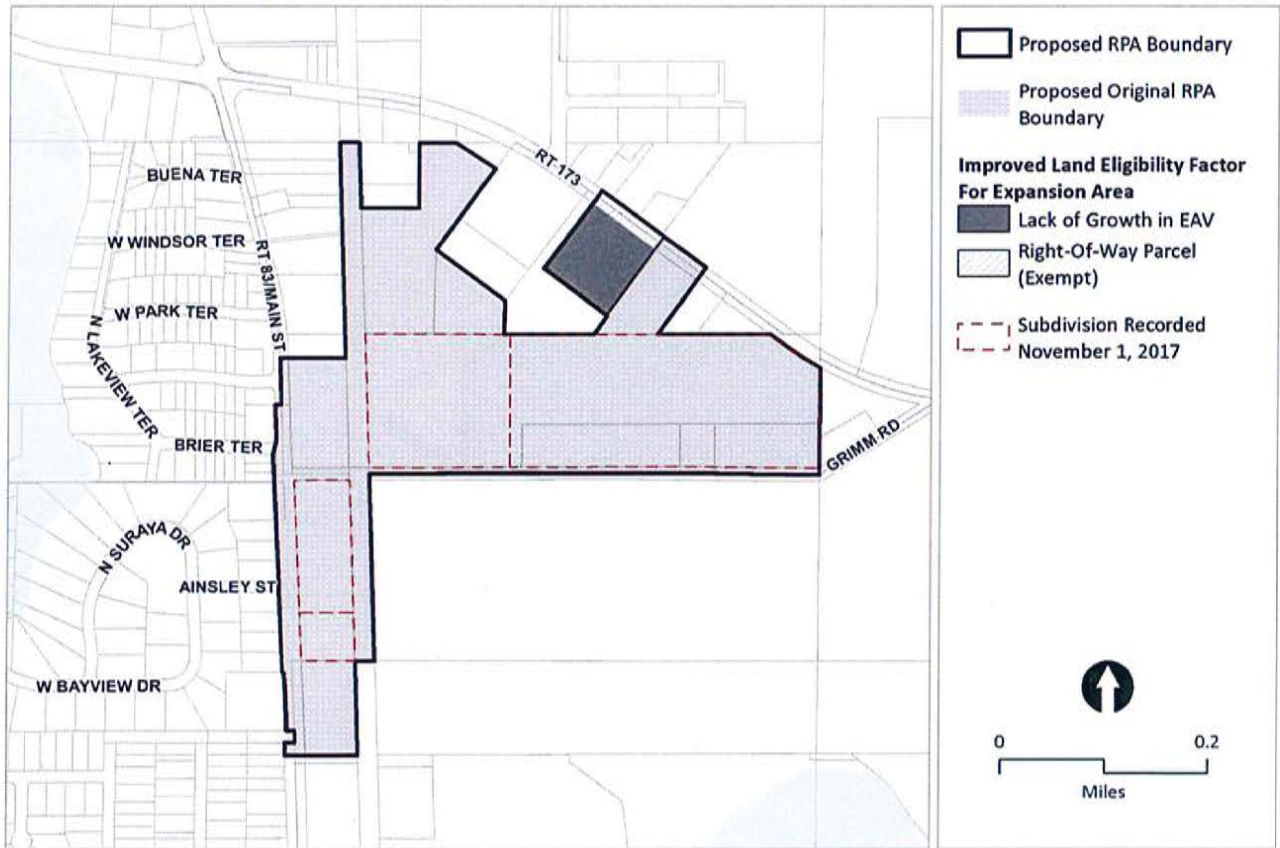 BUENA TER
W WINDSOR TER
W PARK TER
N LAKEVIEW TER
BRIER TER
RT 83/MAIN ST
RT 173
GRIMM RD
N SURAYA DR
AINSLEY ST
W BAYVIEW DR
Proposed RPA Boundary
Proposed Original RPA
Boundary
Improved Land Eligibility Factor
For Expansion Area
Lack of Growth in EAV
Right-Of-Way Parcel
(Exempt)
Subdivision Recorded
November 1, 2017
0 0.2
Miles